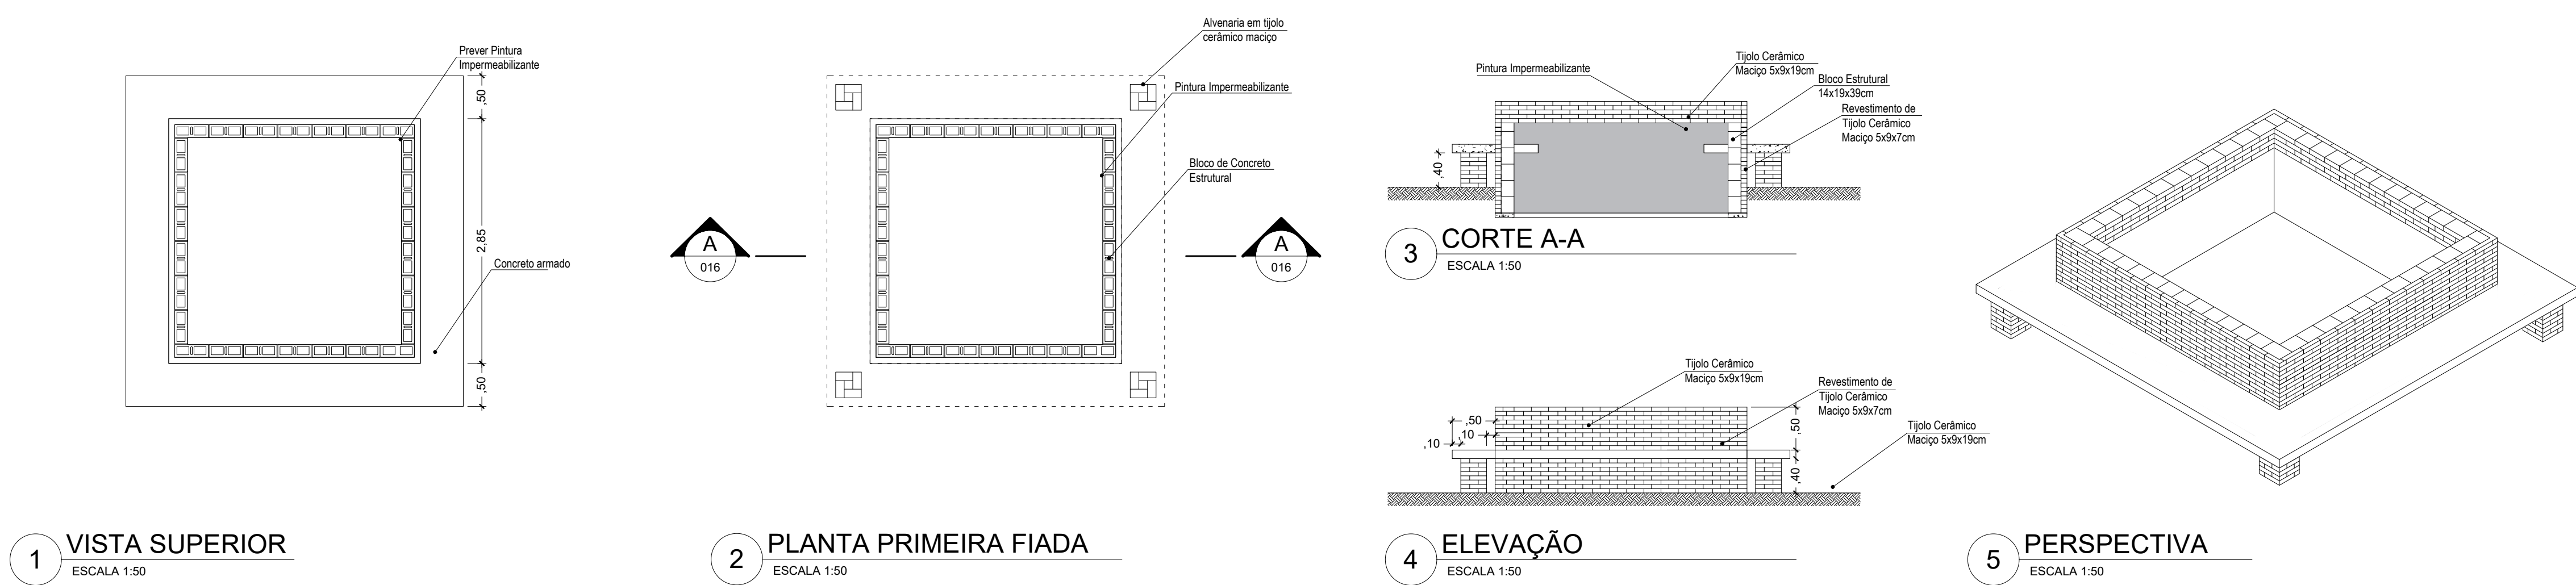 Prever Pintura
Impermeabilizante
,50
2,85
Concreto armado
,50
1
VISTA SUPERIOR
ESCALA 1:50
Alvenaria em tijolo
cerâmico maciço
Pintura Impermeabilizante
Bloco de Concreto
Estrutural
A
016
A
016
2
PLANTA PRIMEIRA FIADA
ESCALA 1:50
Pintura Impermeabilizante
Tijolo Cerâmico
Maciço 5x9x19cm
Bloco Estrutural
14x19x39cm
Revestimento de
Tijolo Cerâmico
Maciço 5x9x7cm
,40
3
CORTE A-A
ESCALA 1:50
Tijolo Cerâmico
Maciço 5x9x19cm
Revestimento de
Tijolo Cerâmico
Maciço 5x9x7cm
Tijolo Cerâmico
Maciço 5x9x19cm
,50
,10
,10
,50
,40
4
ELEVAÇÃO
ESCALA 1:50
5
PERSPECTIVA
ESCALA 1:50